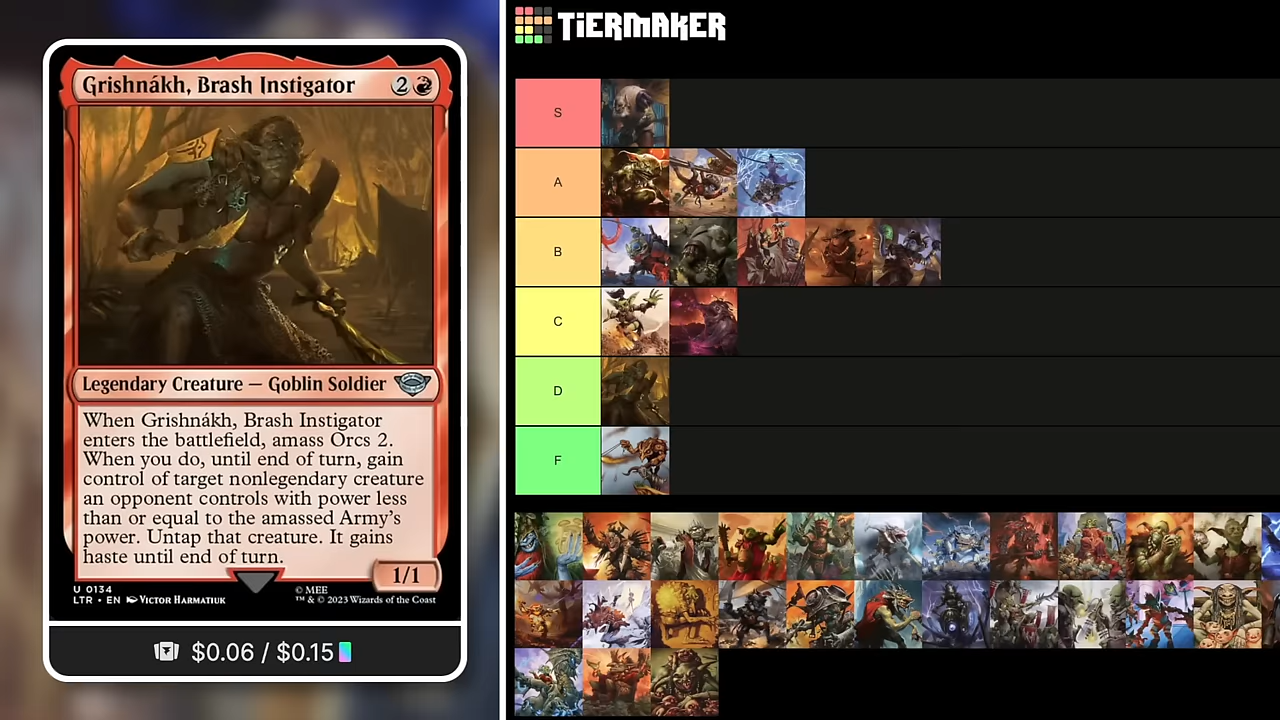 Grishnákh, Brash Instigator 2
Legendary Creature — Goblin Soldier
When Grishnákh, Brash Instigator
enters the battlefield, amass Orcs 2.
When you do, until end of turn, gain
control of target nonlegendary creature
an opponent controls with power less
than or equal to the amassed Army's
power. Untap that creature. It gains
haste until end of turn.
1/1
U 0134
LTR • EN VICTOR HARMATIUK
© MEE
™ & © 2023 Wizards of the Coast
$0.06 / $0.15
TIERMAKER
S
A
B
C
D
F